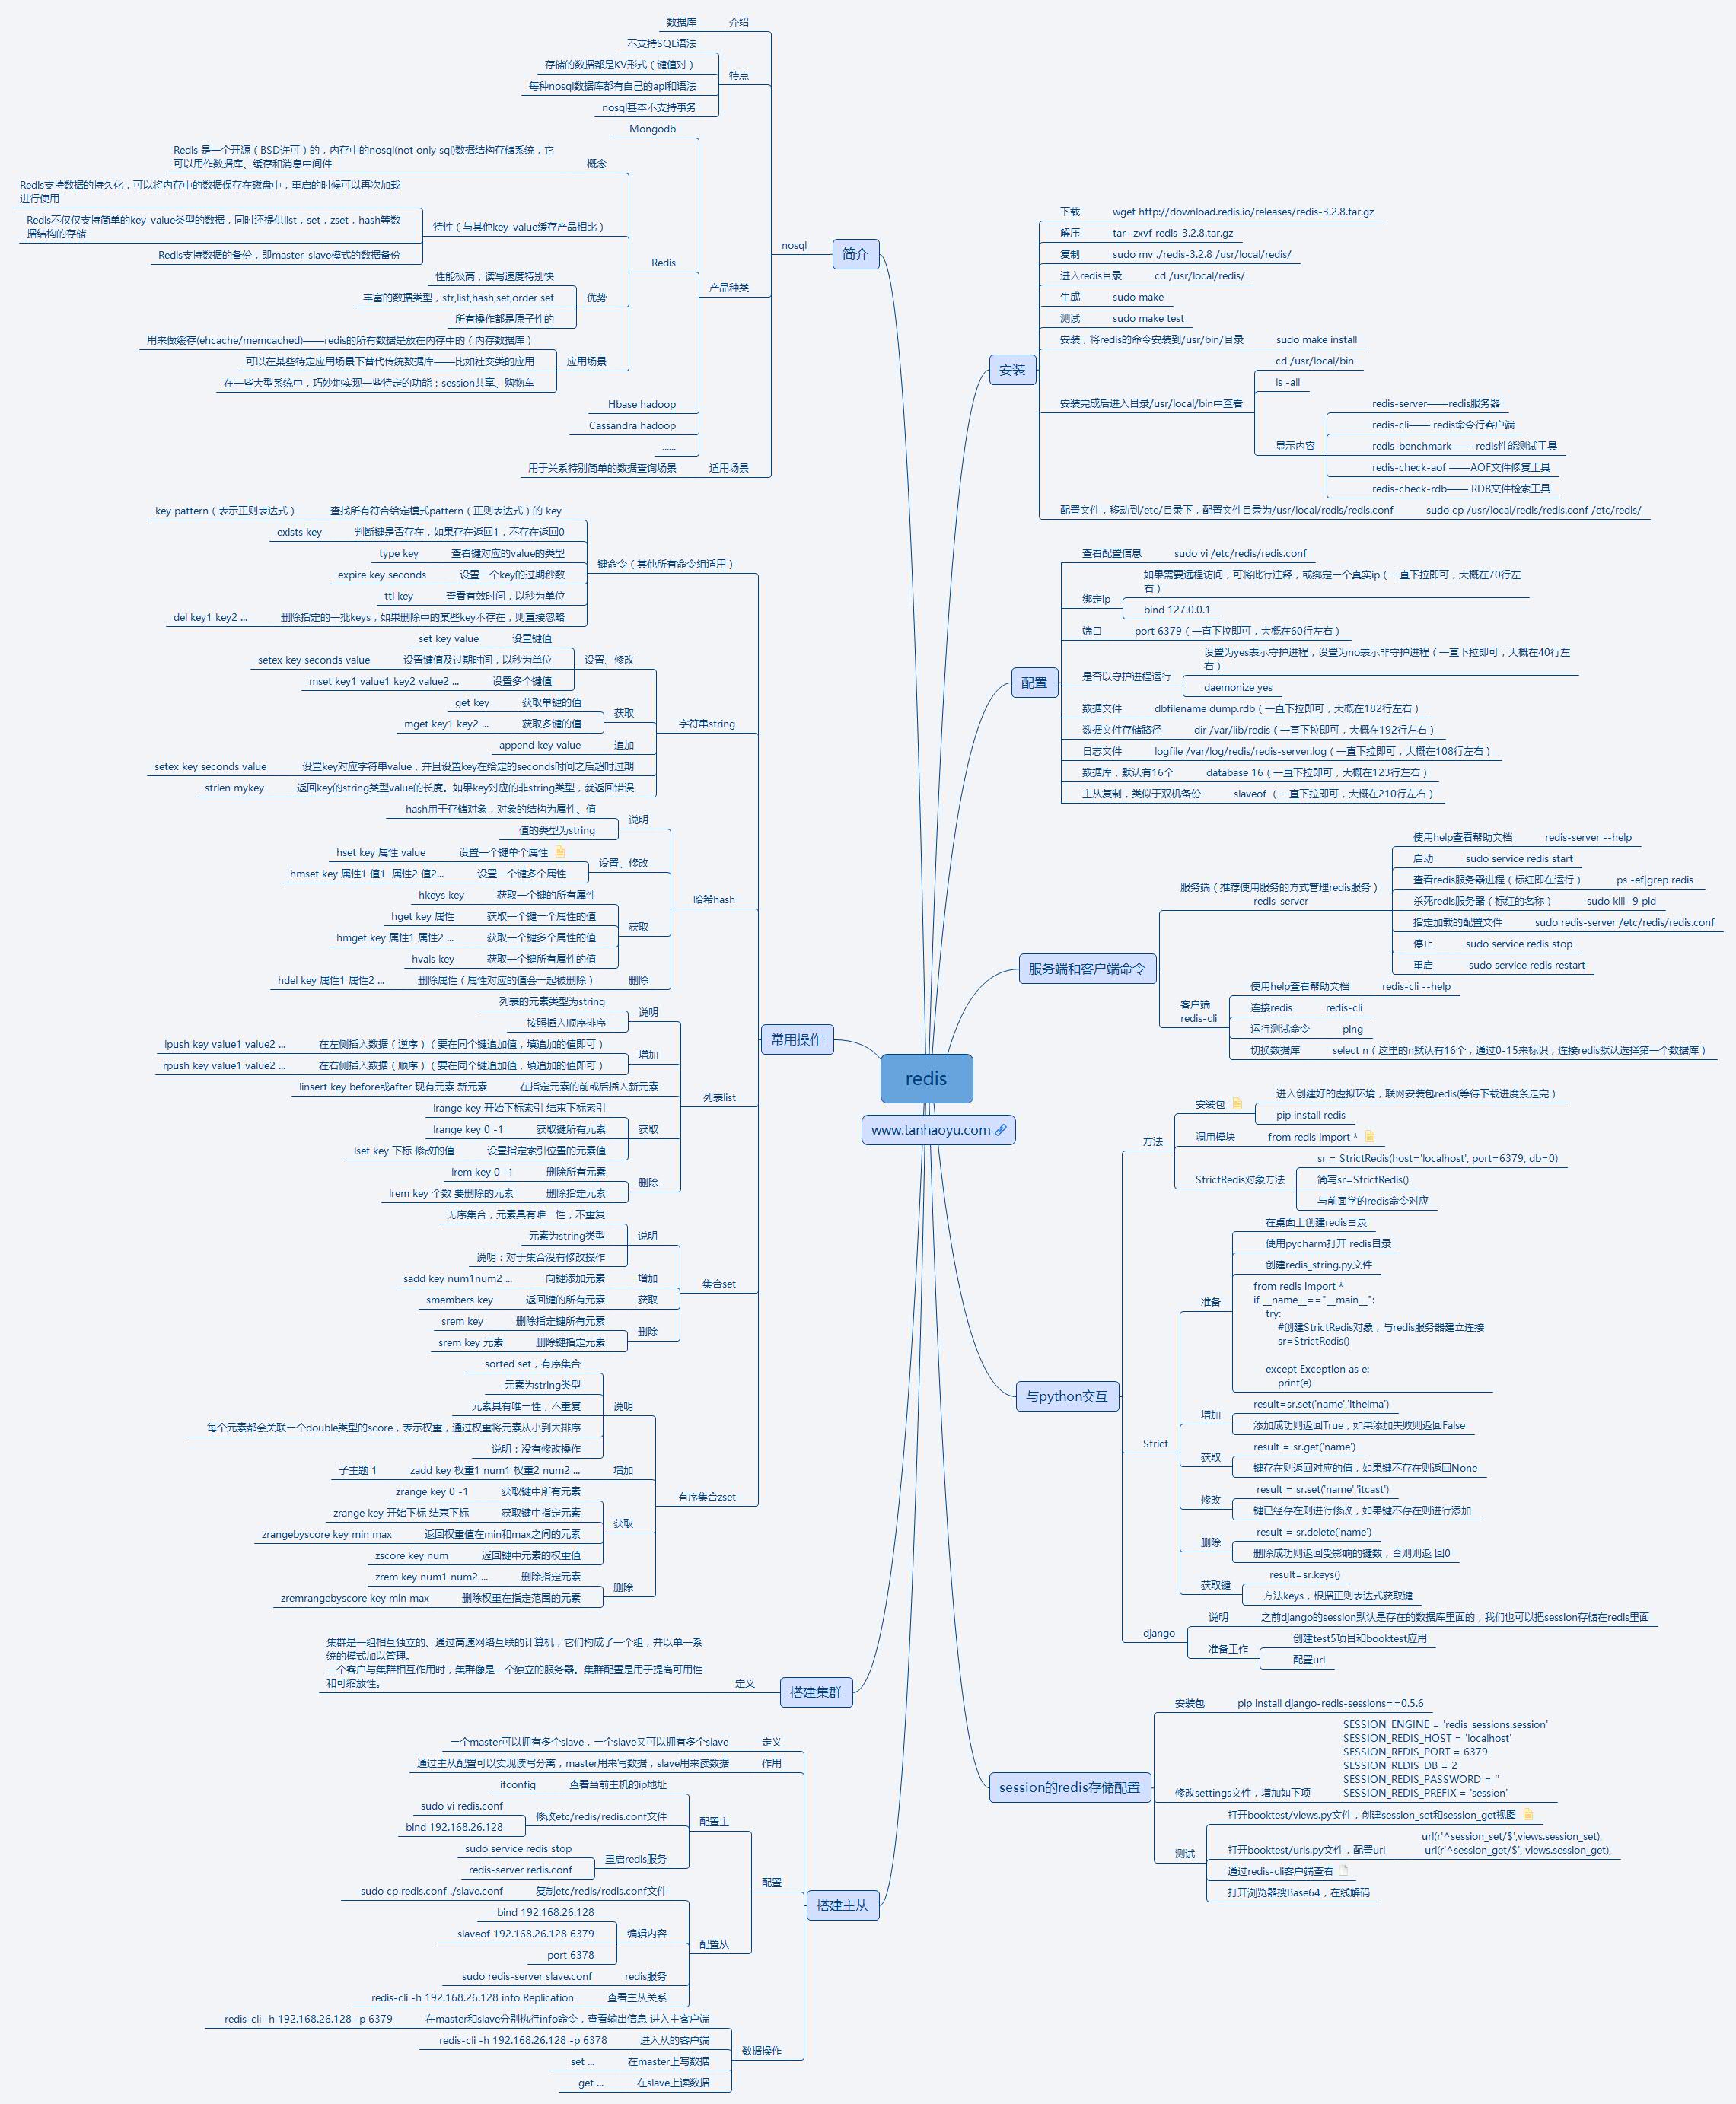 redis
www.tanhaoyu.com
简介
nosql
数据库 介绍
不支持SQL语法
存储的数据都是KV形式（键值对）
特点
每种nosql数据库都有自己的api和语法
nosql基本不支持事务
Mongodb
Redis 是一个开源（BSD许可）的，内存中的nosql(not only sql)数据结构存储系统，它
可以用作数据库、缓存和消息中间件
概念
Redis支持数据的持久化，可以将内存中的数据保存在磁盘中，重启的时候可以再次加载
进行使用
Redis不仅仅支持简单的key-value类型的数据，同时还提供list，set，zset，hash等数
据结构的存储
特性（与其他key-value缓存产品相比）
Redis支持数据的备份，即master-slave模式的数据备份
Redis
性能极高，读写速度特别快
丰富的数据类型，str,list,hash,set,order set
优势
所有操作都是原子性的
产品种类
用来做缓存(ehcache/memcached)——redis的所有数据是放在内存中的（内存数据库）
可以在某些特定应用场景下替代传统数据库——比如社交类的应用
应用场景
在一些大型系统中，巧妙地实现一些特定的功能：session共享、购物车
Hbase hadoop
Cassandra hadoop
......
用于关系特别简单的数据查询场景 适用场景
常用操作
key pattern（表示正则表达式） 查找所有符合给定模式pattern（正则表达式）的 key
exists key 判断键是否存在，如果存在返回1，不存在返回0
type key 查看键对应的value的类型
键命令（其他所有命令组适用）
expire key seconds 设置一个key的过期秒数
ttl key 查看有效时间，以秒为单位
del key1 key2 ... 删除指定的一批keys，如果删除中的某些key不存在，则直接忽略
set key value 设置键值
setex key seconds value 设置键值及过期时间，以秒为单位
设置、修改
mset key1 value1 key2 value2 ... 设置多个键值
get key 获取单键的值
获取
mget key1 key2 ... 获取多键的值
字符串string
append key value 追加
setex key seconds value 设置key对应字符串value，并且设置key在给定的seconds时间之后超时过期
strlen mykey 返回key的string类型value的长度。如果key对应的非string类型，就返回错误
hash用于存储对象，对象的结构为属性、值
说明
值的类型为string
hset key 属性 value 设置一个键单个属性
设置、修改
hmset key 属性1 值1 属性2 值2... 设置一个键多个属性
hkeys key 获取一个键的所有属性
哈希hash
hget key 属性 获取一个键一个属性的值
获取
hmget key 属性1 属性2 ... 获取一个键多个属性的值
hvals key 获取一个键所有属性的值
hdel key 属性1 属性2 ... 删除属性（属性对应的值会一起被删除） 删除
列表的元素类型为string
说明
按照插入顺序排序
lpush key value1 value2 ... 在左侧插入数据（逆序）（要在同个键追加值，填追加的值即可）
增加
rpush key value1 value2 ... 在右侧插入数据（顺序）（要在同个键追加值，填追加的值即可）
linsert key before或after 现有元素 新元素 在指定元素的前或后插入新元素
列表list
lrange key 开始下标索引 结束下标索引
lrange key 0 -1 获取键所有元素
获取
lset key 下标 修改的值 设置指定索引位置的元素值
lrem key 0 -1 删除所有元素
删除
lrem key 个数 要删除的元素 删除指定元素
无序集合，元素具有唯一性，不重复
元素为string类型
说明
说明：对于集合没有修改操作
sadd key num1num2 ... 向键添加元素 增加
集合set
smembers key 返回键的所有元素 获取
srem key 删除指定键所有元素
删除
srem key 元素 删除键指定元素
sorted set，有序集合
元素为string类型
元素具有唯一性，不重复
说明
每个元素都会关联一个double类型的score，表示权重，通过权重将元素从小到大排序
说明：没有修改操作
子主题 1 zadd key 权重1 num1 权重2 num2 ... 增加
有序集合zset
zrange key 0 -1 获取键中所有元素
zrange key 开始下标 结束下标 获取键中指定元素
获取
zrangebyscore key min max 返回权重值在min和max之间的元素
zscore key num 返回键中元素的权重值
zrem key num1 num2 ... 删除指定元素
删除
zremrangebyscore key min max 删除权重在指定范围的元素
搭建集群
集群是一组相互独立的、通过高速网络互联的计算机，它们构成了一个组，并以单一系
统的模式加以管理。
一个客户与集群相互作用时，集群像是一个独立的服务器。集群配置是用于提高可用性
和可缩放性。
定义
搭建主从
一个master可以拥有多个slave，一个slave又可以拥有多个slave 定义
通过主从配置可以实现读写分离，master用来写数据，slave用来读数据 作用
ifconfig 查看当前主机的ip地址
sudo vi redis.conf
修改etc/redis/redis.conf文件
bind 192.168.26.128
配置主
sudo service redis stop
重启redis服务
redis-server redis.conf
配置
sudo cp redis.conf ./slave.conf 复制etc/redis/redis.conf文件
bind 192.168.26.128
slaveof 192.168.26.128 6379
编辑内容
port 6378
配置从
sudo redis-server slave.conf redis服务
redis-cli -h 192.168.26.128 info Replication 查看主从关系
redis-cli -h 192.168.26.128 -p 6379 在master和slave分别执行info命令，查看输出信息 进入主客户端
redis-cli -h 192.168.26.128 -p 6378 进入从的客户端
数据操作
set ... 在master上写数据
get ... 在slave上读数据
安装
下载 wget http://download.redis.io/releases/redis-3.2.8.tar.gz
解压 tar -zxvf redis-3.2.8.tar.gz
复制 sudo mv ./redis-3.2.8 /usr/local/redis/
进入redis目录 cd /usr/local/redis/
生成 sudo make
测试 sudo make test
安装，将redis的命令安装到/usr/bin/目录 sudo make install
安装完成后进入目录/usr/local/bin中查看
cd /usr/local/bin
ls -all
显示内容
redis-server——redis服务器
redis-cli—— redis命令行客户端
redis-benchmark—— redis性能测试工具
redis-check-aof ——AOF文件修复工具
redis-check-rdb—— RDB文件检索工具
配置文件，移动到/etc/目录下，配置文件目录为/usr/local/redis/redis.conf sudo cp /usr/local/redis/redis.conf /etc/redis/
配置
查看配置信息 sudo vi /etc/redis/redis.conf
绑定ip
如果需要远程访问，可将此行注释，或绑定一个真实ip（一直下拉即可，大概在70行左
右）
bind 127.0.0.1
端口 port 6379（一直下拉即可，大概在60行左右）
是否以守护进程运行
设置为yes表示守护进程，设置为no表示非守护进程（一直下拉即可，大概在40行左
右）
daemonize yes
数据文件 dbfilename dump.rdb（一直下拉即可，大概在182行左右）
数据文件存储路径 dir /var/lib/redis（一直下拉即可，大概在192行左右）
日志文件 logfile /var/log/redis/redis-server.log（一直下拉即可，大概在108行左右）
数据库，默认有16个 database 16（一直下拉即可，大概在123行左右）
主从复制，类似于双机备份 slaveof （一直下拉即可，大概在210行左右）
服务端和客户端命令
服务端（推荐使用服务的方式管理redis服务）
redis-server
使用help查看帮助文档 redis-server --help
启动 sudo service redis start
查看redis服务器进程（标红即在运行） ps -ef|grep redis
杀死redis服务器（标红的名称） sudo kill -9 pid
指定加载的配置文件 sudo redis-server /etc/redis/redis.conf
停止 sudo service redis stop
重启 sudo service redis restart
客户端
redis-cli
使用help查看帮助文档 redis-cli --help
连接redis redis-cli
运行测试命令 ping
切换数据库 select n（这里的n默认有16个，通过0-15来标识，连接redis默认选择第一个数据库）
与python交互
方法
安装包
进入创建好的虚拟环境，联网安装包redis(等待下载进度条走完）
pip install redis
调用模块 from redis import *
StrictRedis对象方法
sr = StrictRedis(host='localhost', port=6379, db=0)
简写sr=StrictRedis()
与前面学的redis命令对应
Strict
准备
在桌面上创建redis目录
使用pycharm打开 redis目录
创建redis_string.py文件
from redis import *
if __name__=="__main__":
try:
#创建StrictRedis对象，与redis服务器建立连接
sr=StrictRedis()
except Exception as e:
print(e)
增加
result=sr.set('name','itheima')
添加成功则返回True，如果添加失败则返回False
获取
result = sr.get('name')
键存在则返回对应的值，如果键不存在则返回None
修改
result = sr.set('name','itcast')
键已经存在则进行修改，如果键不存在则进行添加
删除
result = sr.delete('name')
删除成功则返回受影响的键数，否则则返 回0
获取键
result=sr.keys()
方法keys，根据正则表达式获取键
django
说明 之前django的session默认是存在的数据库里面的，我们也可以把session存储在redis里面
准备工作
创建test5项目和booktest应用
配置url
session的redis存储配置
安装包 pip install django-redis-sessions==0.5.6
修改settings文件，增加如下项
SESSION_ENGINE = 'redis_sessions.session'
SESSION_REDIS_HOST = 'localhost'
SESSION_REDIS_PORT = 6379
SESSION_REDIS_DB = 2
SESSION_REDIS_PASSWORD = ''
SESSION_REDIS_PREFIX = 'session'
测试
打开booktest/views.py文件，创建session_set和session_get视图
打开booktest/urls.py文件，配置url
url(r'^session_set/$',views.session_set),
url(r'^session_get/$', views.session_get),
通过redis-cli客户端查看
打开浏览器搜Base64，在线解码